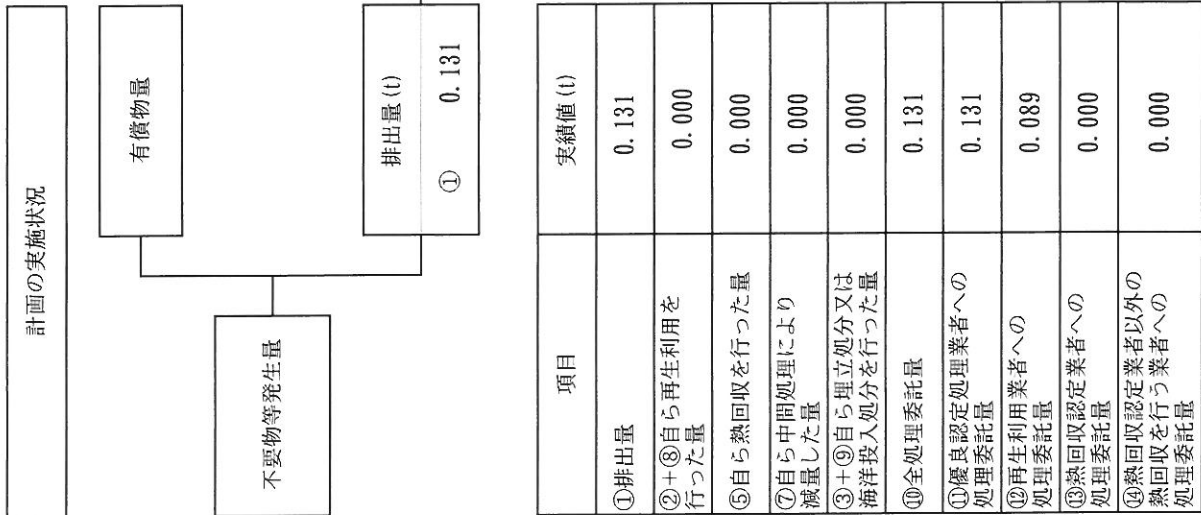 計画の実施状況
有償物量
不要物等発生量
排出量(t)
① 0.131
項目
実績値(t)
①排出量
0.131
②+⑧自ら再生利用を
行った量
0.000
⑤自ら熱回収を行った量
0.000
⑦自ら中間処理により
減量した量
0.000
③+⑨自ら埋立処分又は
海洋投入処分を行った量
0.000
⑩全処理委託量
0.131
⑪優良認定処理業者への
処理委託量
0.131
⑫再生利用業者への
処理委託量
0.089
⑬熱回収認定業者への
処理委託量
0.000
⑭熱回収認定業者以外の
熱回収を行う業者への
処理委託量
0.000